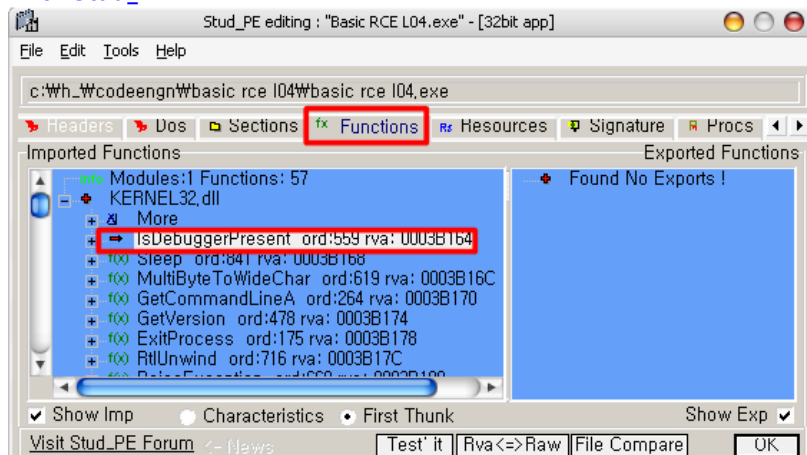 Stud_PE editing : "Basic RCE L04.exe" - [32bit app]
File Edit Tools Help
c:₩h_₩codeengn₩basic rce l04₩basic rce l04.exe
Headers Dos Sections fx Functions Rs Resources Signature Procs
Imported Functions Exported Functions
Info Modules:1 Functions: 57 Found No Exports !
KERNEL32.dll
More
IsDebuggerPresent ord:559 rva: 0003B164
f(x) Sleep ord:841 rva: 0003B168
f(x) MultiByteToWideChar ord:619 rva: 0003B16C
f(x) GetCommandLineA ord:264 rva: 0003B170
f(x) GetVersion ord:478 rva: 0003B174
f(x) ExitProcess ord:175 rva: 0003B178
f(x) RtlUnwind ord:716 rva: 0003B17C
Show Imp Characteristics First Thunk Show Exp
Visit Stud_PE Forum <- News Test' it Rva<=>Raw File Compare OK